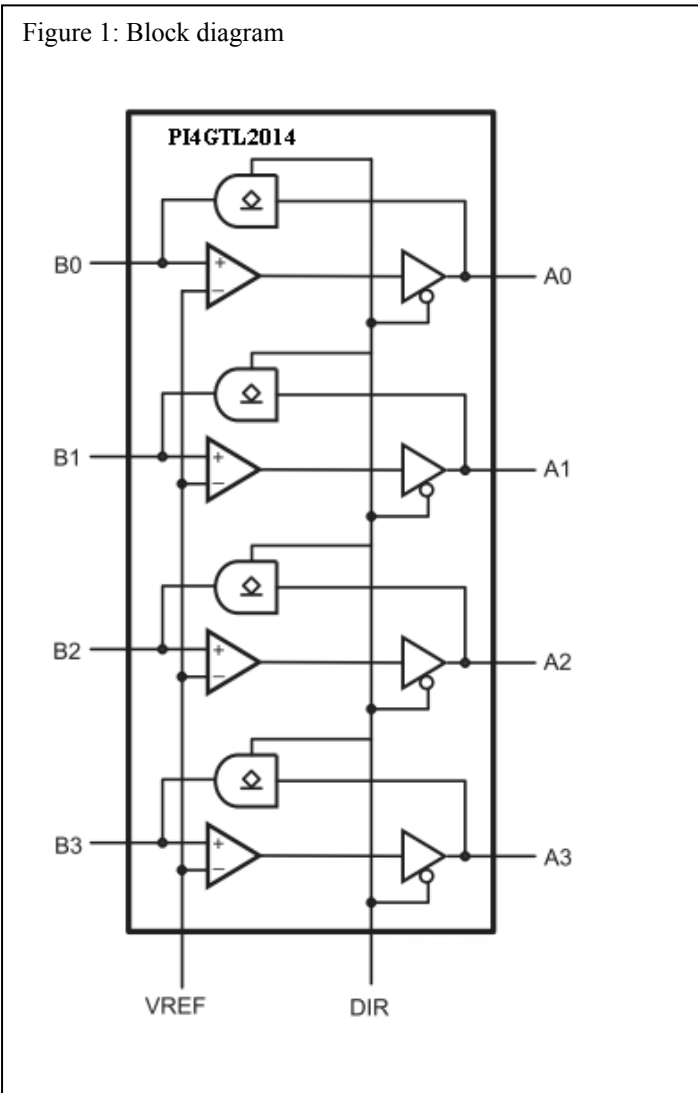 Figure 1: Block diagram
PI4GTL2014
B0
+
−
A0
B1
+
−
A1
B2
+
−
A2
B3
+
−
A3
VREF
DIR